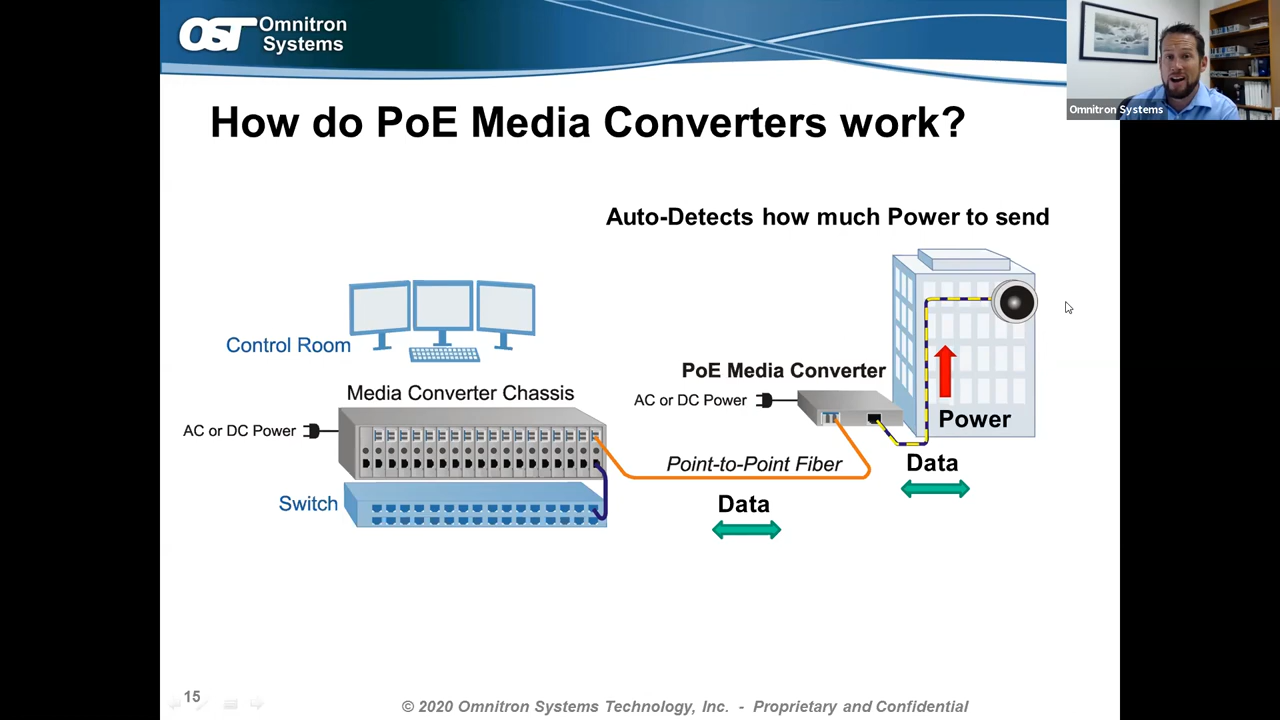 OST Omnitron
Systems
Omnitron Systems
How do PoE Media Converters work?
Auto-Detects how much Power to send
Control Room
PoE Media Converter
Media Converter Chassis
AC or DC Power
AC or DC Power
Power
Point-to-Point Fiber
Data
Switch
Data
15
© 2020 Omnitron Systems Technology, Inc. - Proprietary and Confidential